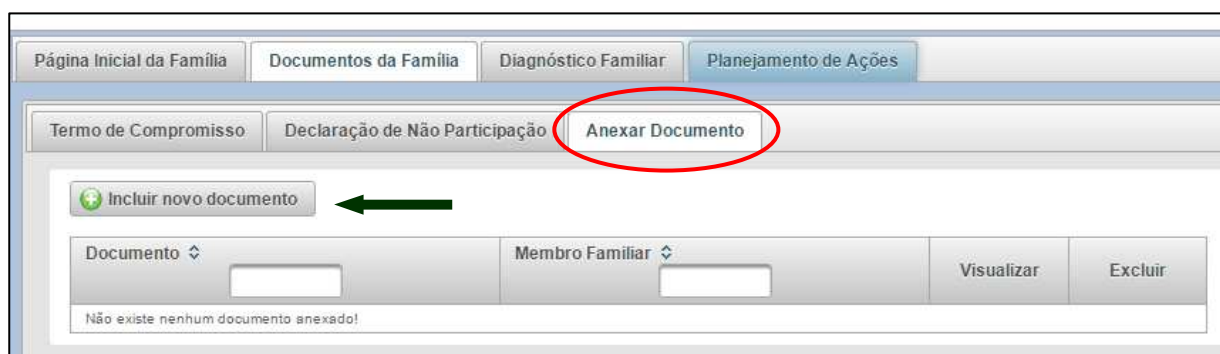 Página Inicial da Família Documentos da Família Diagnóstico Familiar Planejamento de Ações
Termo de Compromisso Declaração de Não Participação Anexar Documento
Incluir novo documento
Documento Membro Familiar Visualizar Excluir
Não existe nenhum documento anexado!